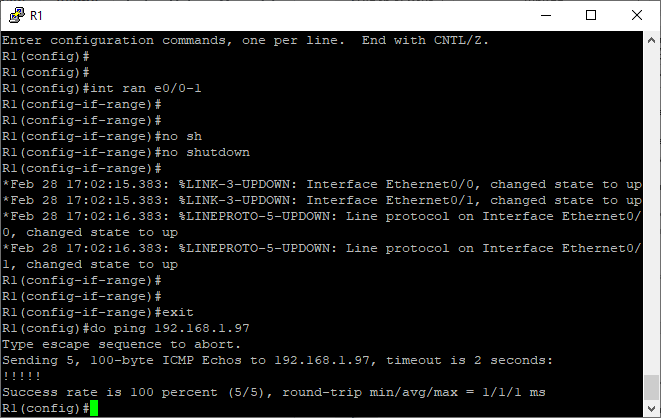 R1
Enter configuration commands, one per line.  End with CNTL/Z.
R1(config)#
R1(config)#
R1(config)#int ran e0/0-1
R1(config-if-range)#
R1(config-if-range)#
R1(config-if-range)#no sh
R1(config-if-range)#no shutdown
R1(config-if-range)#
*Feb 28 17:02:15.383: %LINK-3-UPDOWN: Interface Ethernet0/0, changed state to up
*Feb 28 17:02:15.383: %LINK-3-UPDOWN: Interface Ethernet0/1, changed state to up
*Feb 28 17:02:16.383: %LINEPROTO-5-UPDOWN: Line protocol on Interface Ethernet0/
0, changed state to up
*Feb 28 17:02:16.383: %LINEPROTO-5-UPDOWN: Line protocol on Interface Ethernet0/
1, changed state to up
R1(config-if-range)#
R1(config-if-range)#
R1(config-if-range)#exit
R1(config)#do ping 192.168.1.97
Type escape sequence to abort.
Sending 5, 100-byte ICMP Echos to 192.168.1.97, timeout is 2 seconds:
!!!!!
Success rate is 100 percent (5/5), round-trip min/avg/max = 1/1/1 ms
R1(config)#